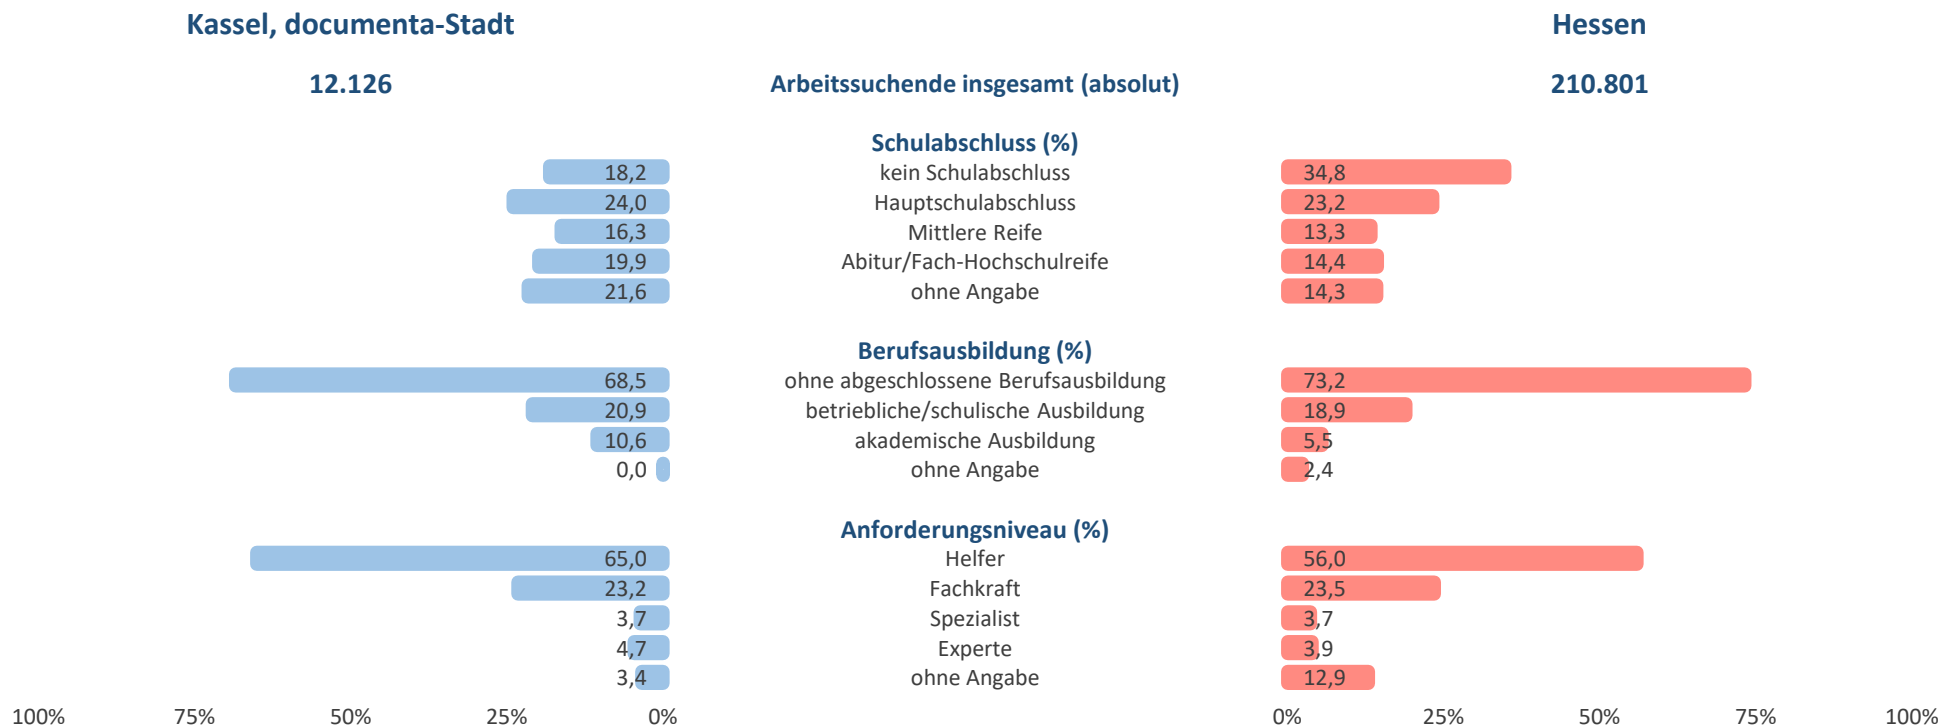 Kassel, documenta-Stadt Hessen
12.126 Arbeitssuchende insgesamt (absolut) 210.801
Schulabschluss (%)
18,2 kein Schulabschluss 34,8
24,0 Hauptschulabschluss 23,2
16,3 Mittlere Reife 13,3
19,9 Abitur/Fach-Hochschulreife 14,4
21,6 ohne Angabe 14,3
Berufsausbildung (%)
68,5 ohne abgeschlossene Berufsausbildung 73,2
20,9 betriebliche/schulische Ausbildung 18,9
10,6 akademische Ausbildung 5,5
0,0 ohne Angabe 2,4
Anforderungsniveau (%)
65,0 Helfer 56,0
23,2 Fachkraft 23,5
3,7 Spezialist 3,7
4,7 Experte 3,9
3,4 ohne Angabe 12,9
100% 75% 50% 25% 0% 0% 25% 50% 75% 100%